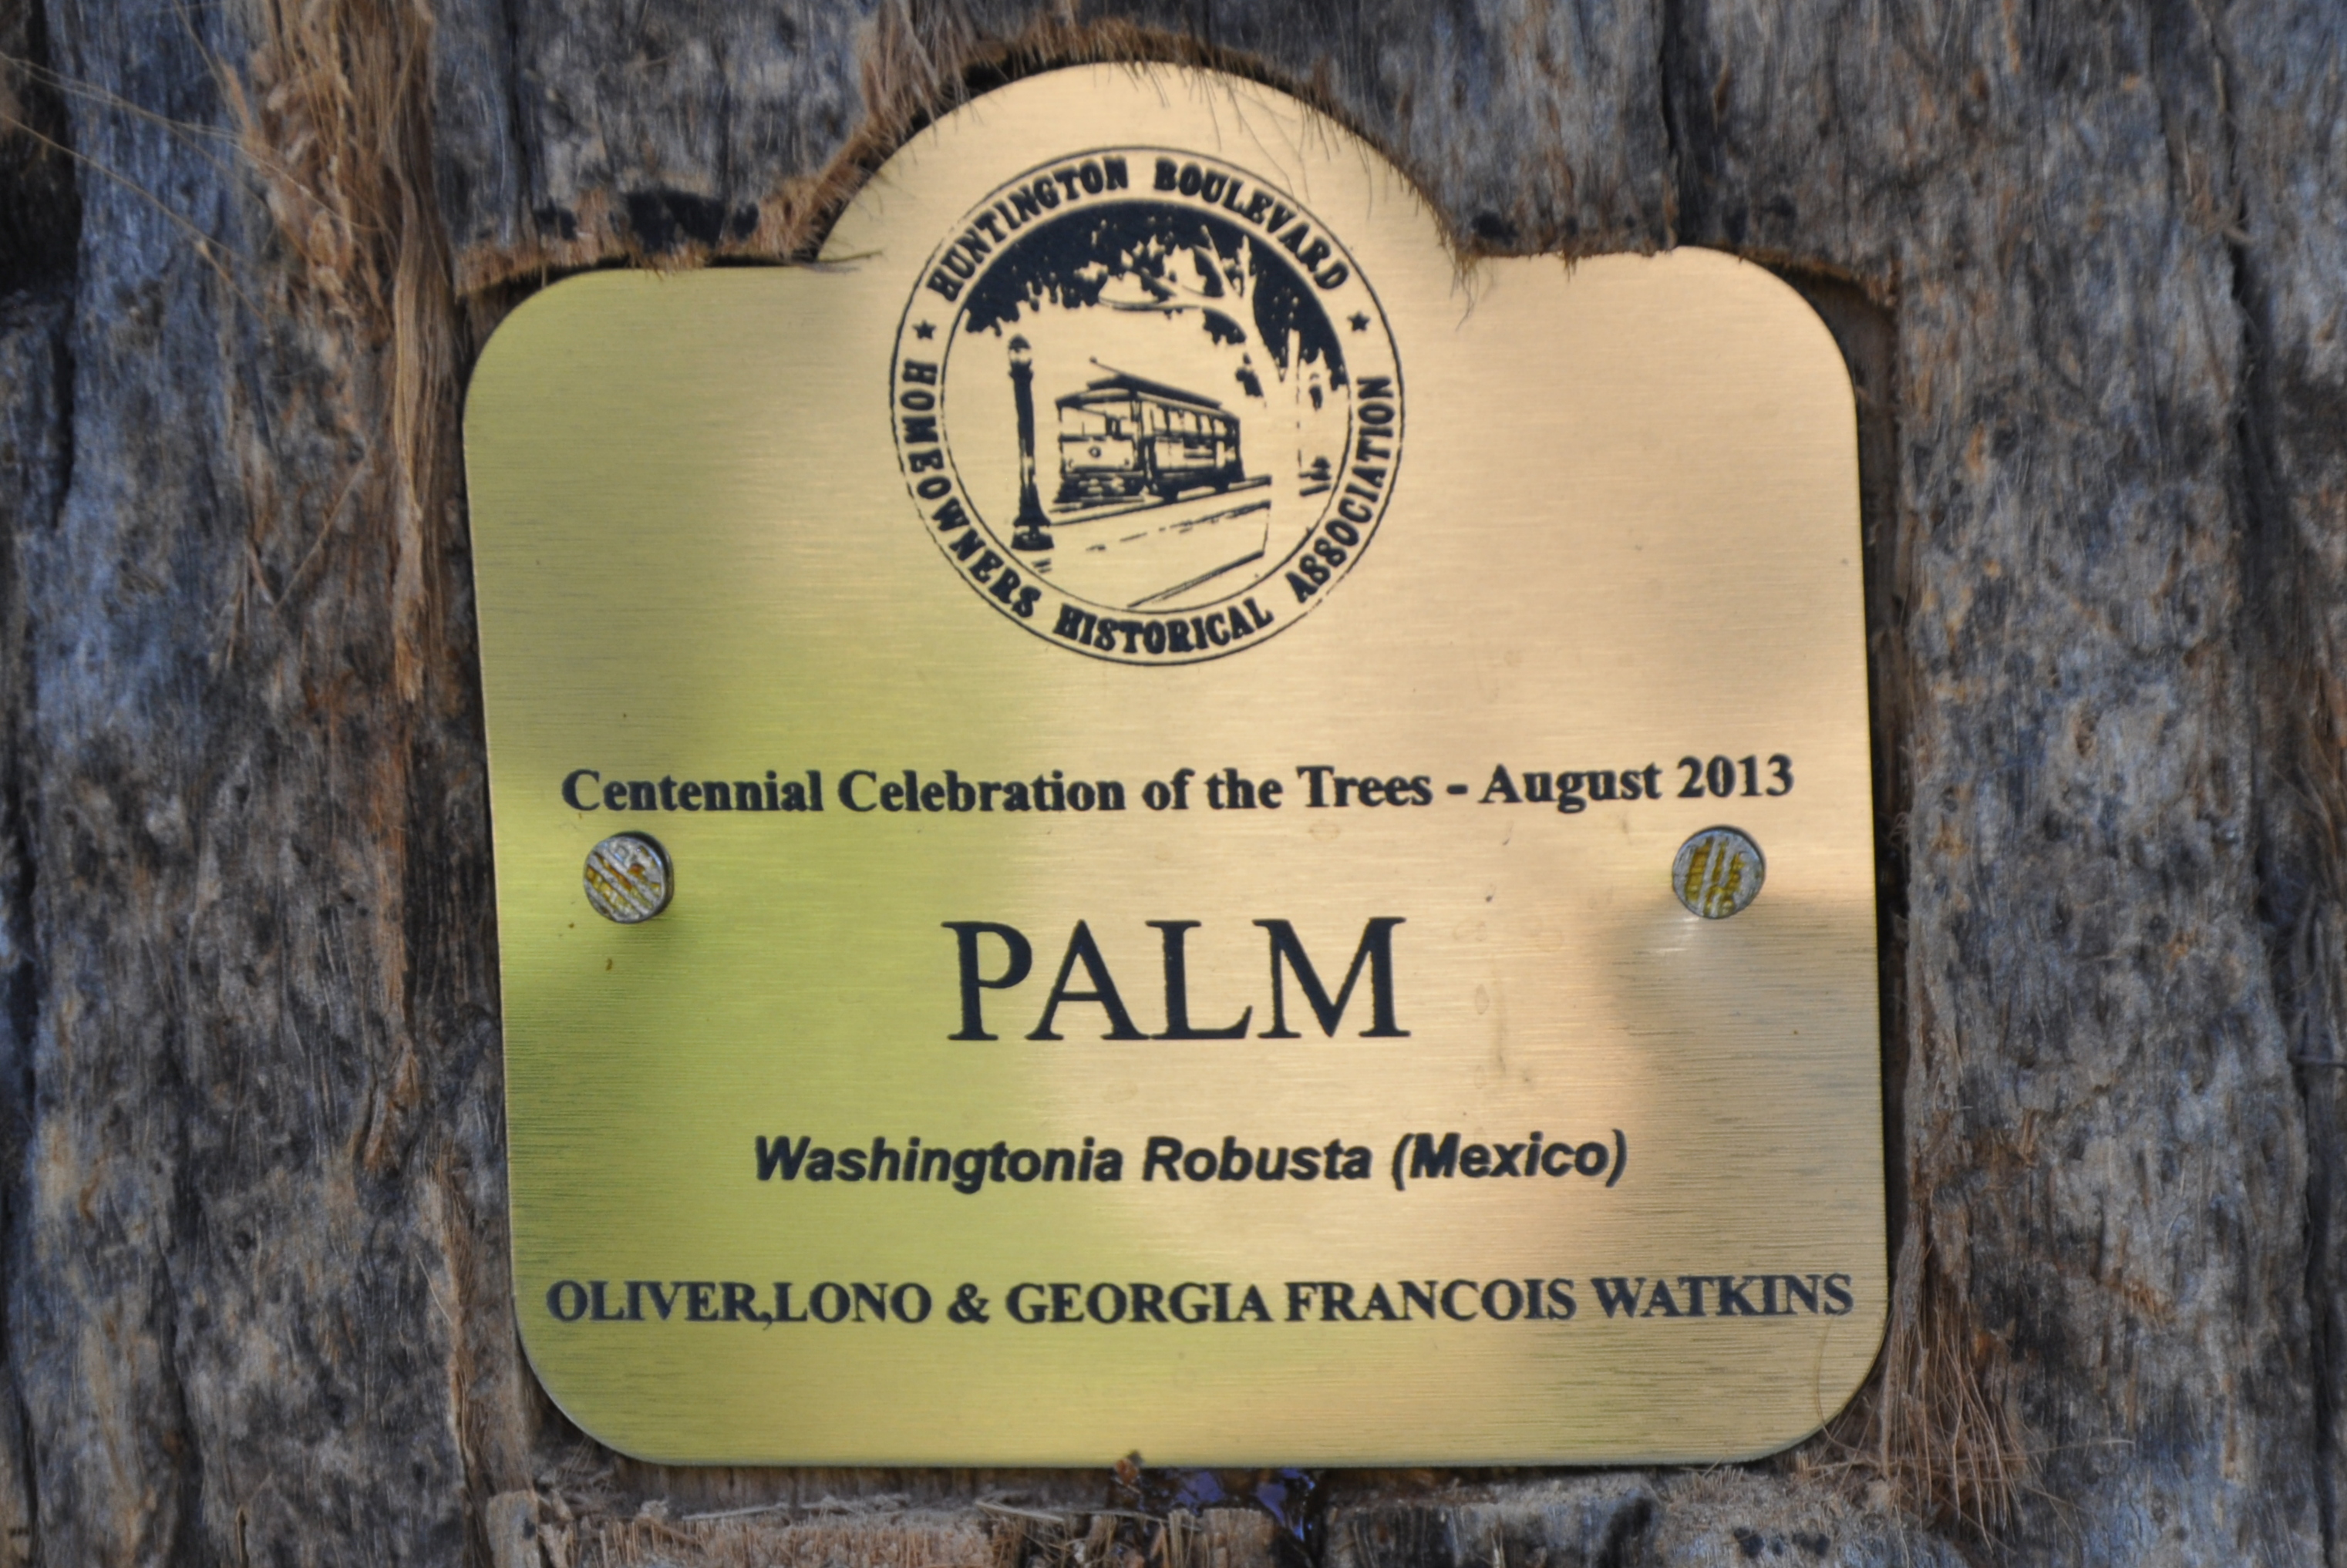 ★ HUNTINGTON BOULEVARD ★
HOMEOWNERS HISTORICAL ASSOCIATION
Centennial Celebration of the Trees - August 2013
PALM
Washingtonia Robusta (Mexico)
OLIVER,LONO & GEORGIA FRANCOIS WATKINS